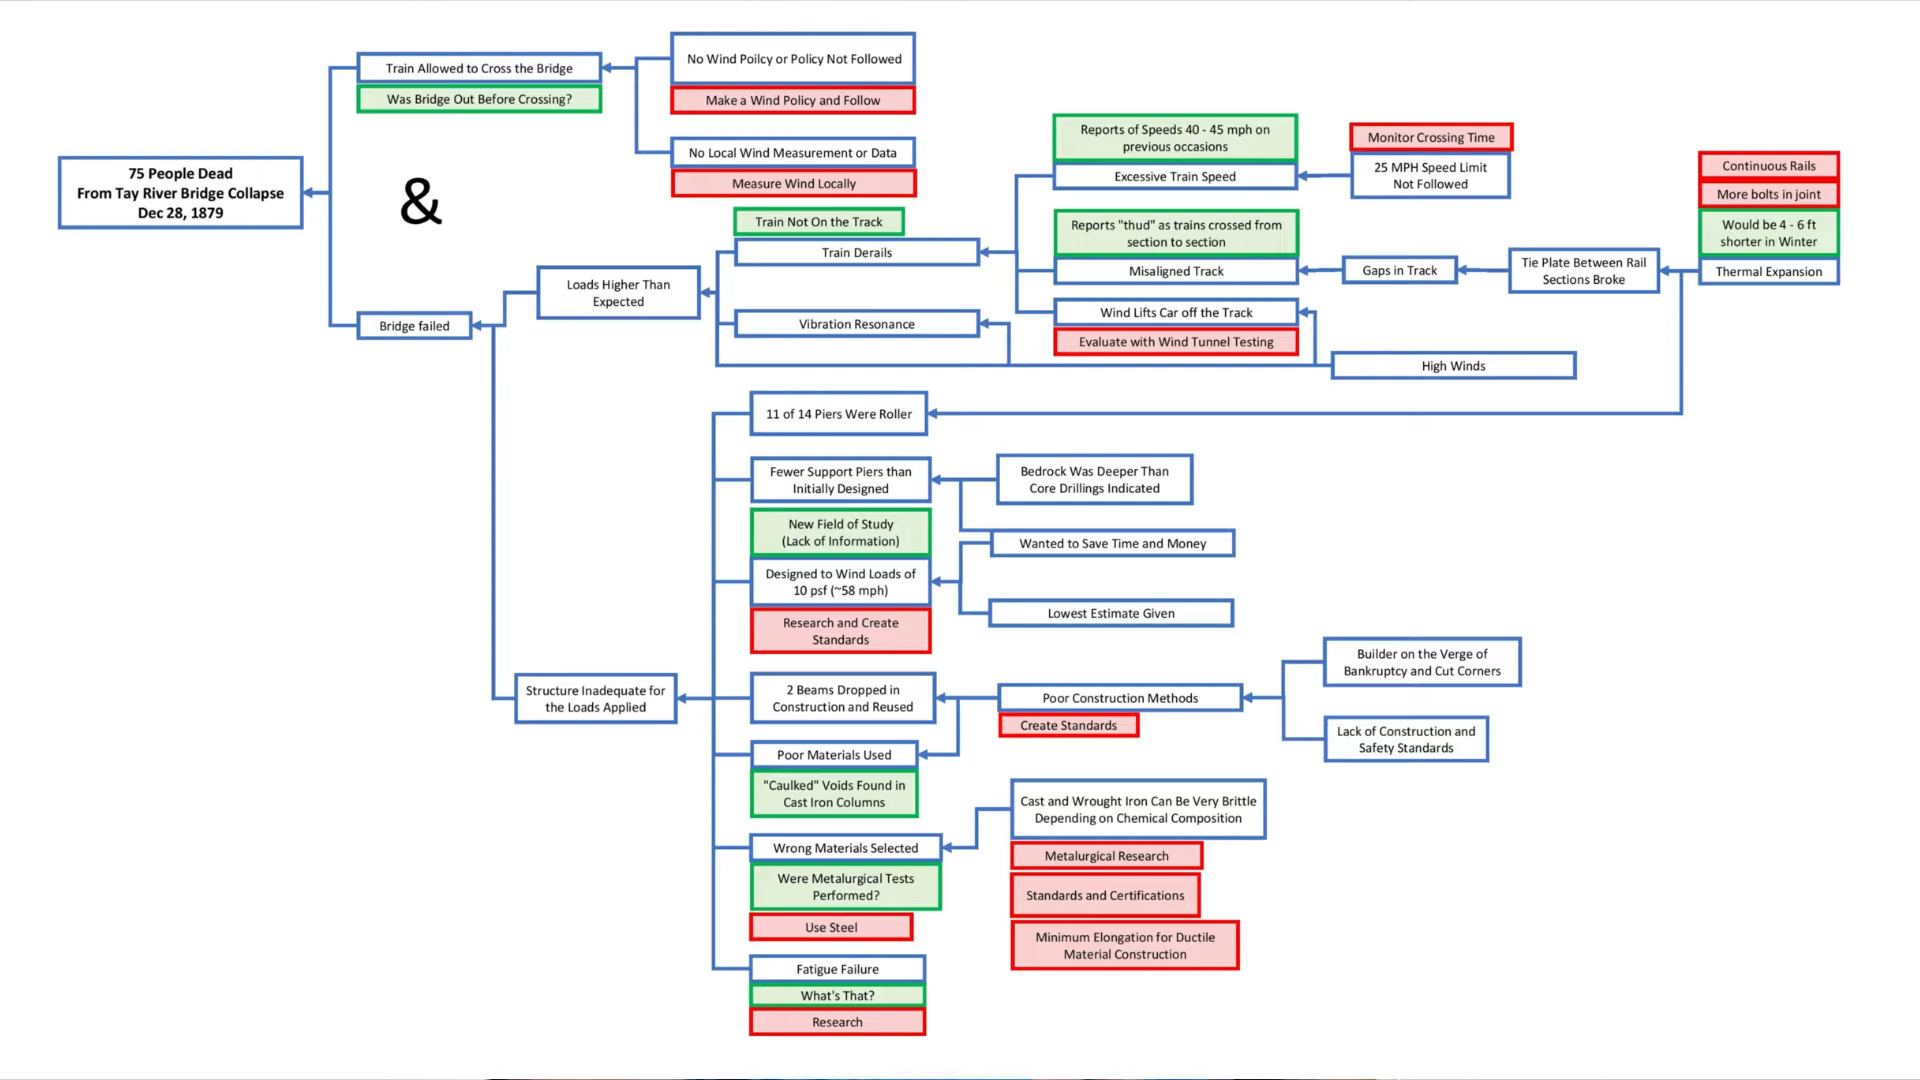 75 People Dead
From Tay River Bridge Collapse
Dec 28, 1879
Train Allowed to Cross the Bridge
Was Bridge Out Before Crossing?
&
Bridge failed
No Wind Poilcy or Policy Not Followed
Make a Wind Policy and Follow
No Local Wind Measurement or Data
Measure Wind Locally
Loads Higher Than
Expected
Train Not On the Track
Train Derails
Vibration Resonance
Reports of Speeds 40 - 45 mph on
previous occasions
Excessive Train Speed
Monitor Crossing Time
25 MPH Speed Limit
Not Followed
Reports "thud" as trains crossed from
section to section
Misaligned Track
Gaps in Track
Tie Plate Between Rail
Sections Broke
Continuous Rails
More bolts in joint
Would be 4 - 6 ft
shorter in Winter
Thermal Expansion
Wind Lifts Car off the Track
Evaluate with Wind Tunnel Testing
High Winds
Structure Inadequate for
the Loads Applied
11 of 14 Piers Were Roller
Fewer Support Piers than
Initially Designed
Bedrock Was Deeper Than
Core Drillings Indicated
New Field of Study
(Lack of Information)
Designed to Wind Loads of
10 psf (~58 mph)
Research and Create
Standards
Wanted to Save Time and Money
Lowest Estimate Given
2 Beams Dropped in
Construction and Reused
Poor Construction Methods
Create Standards
Builder on the Verge of
Bankruptcy and Cut Corners
Lack of Construction and
Safety Standards
Poor Materials Used
"Caulked" Voids Found in
Cast Iron Columns
Wrong Materials Selected
Were Metalurgical Tests
Performed?
Use Steel
Cast and Wrought Iron Can Be Very Brittle
Depending on Chemical Composition
Metalurgical Research
Standards and Certifications
Minimum Elongation for Ductile
Material Construction
Fatigue Failure
What's That?
Research